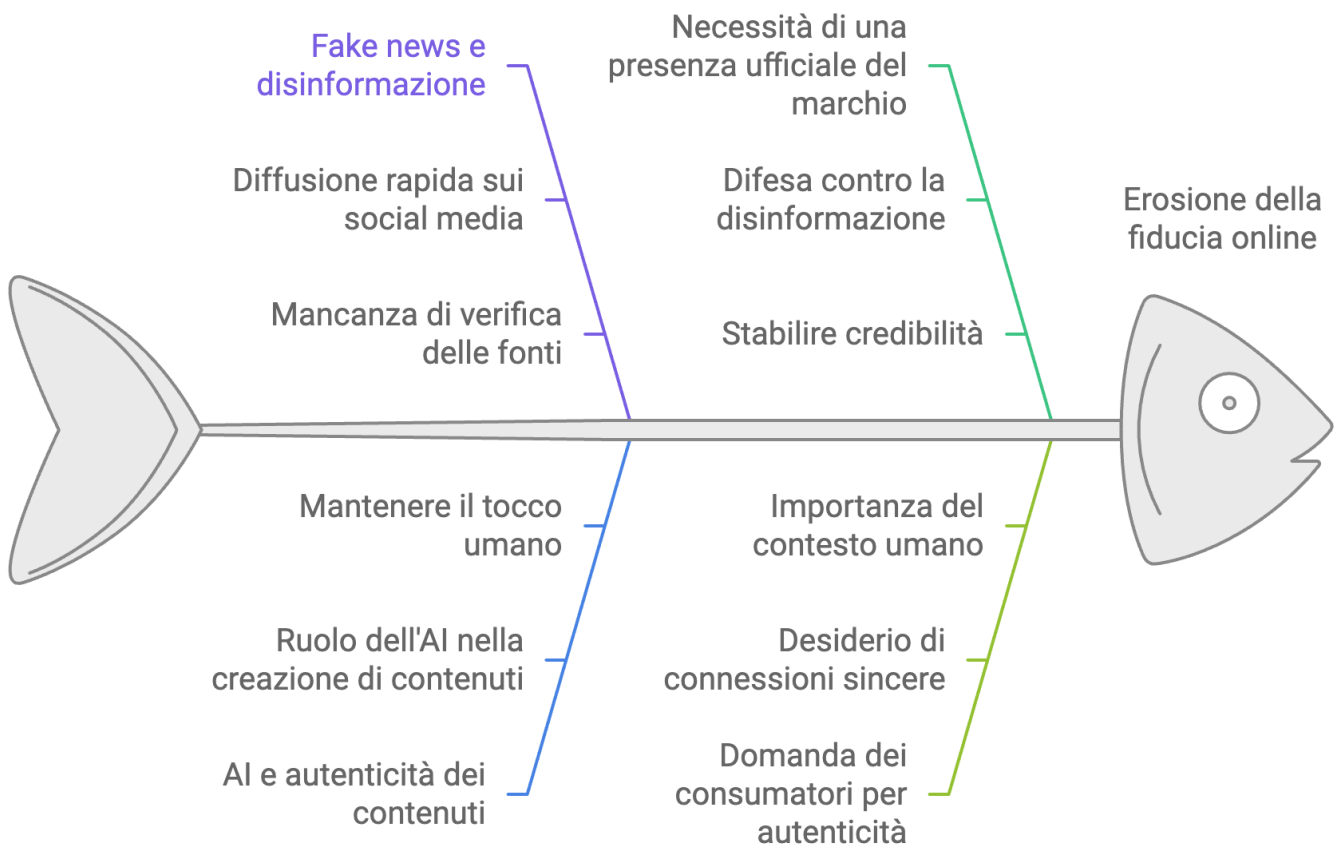 Fake news e
disinformazione
Diffusione rapida sui
social media
Mancanza di verifica
delle fonti
Necessità di una
presenza ufficiale del
marchio
Difesa contro la
disinformazione
Stabilire credibilità
Erosione della
fiducia online
Mantenere il tocco
umano
Ruolo dell'AI nella
creazione di contenuti
AI e autenticità dei
contenuti
Importanza del
contesto umano
Desiderio di
connessioni sincere
Domanda dei
consumatori per
autenticità